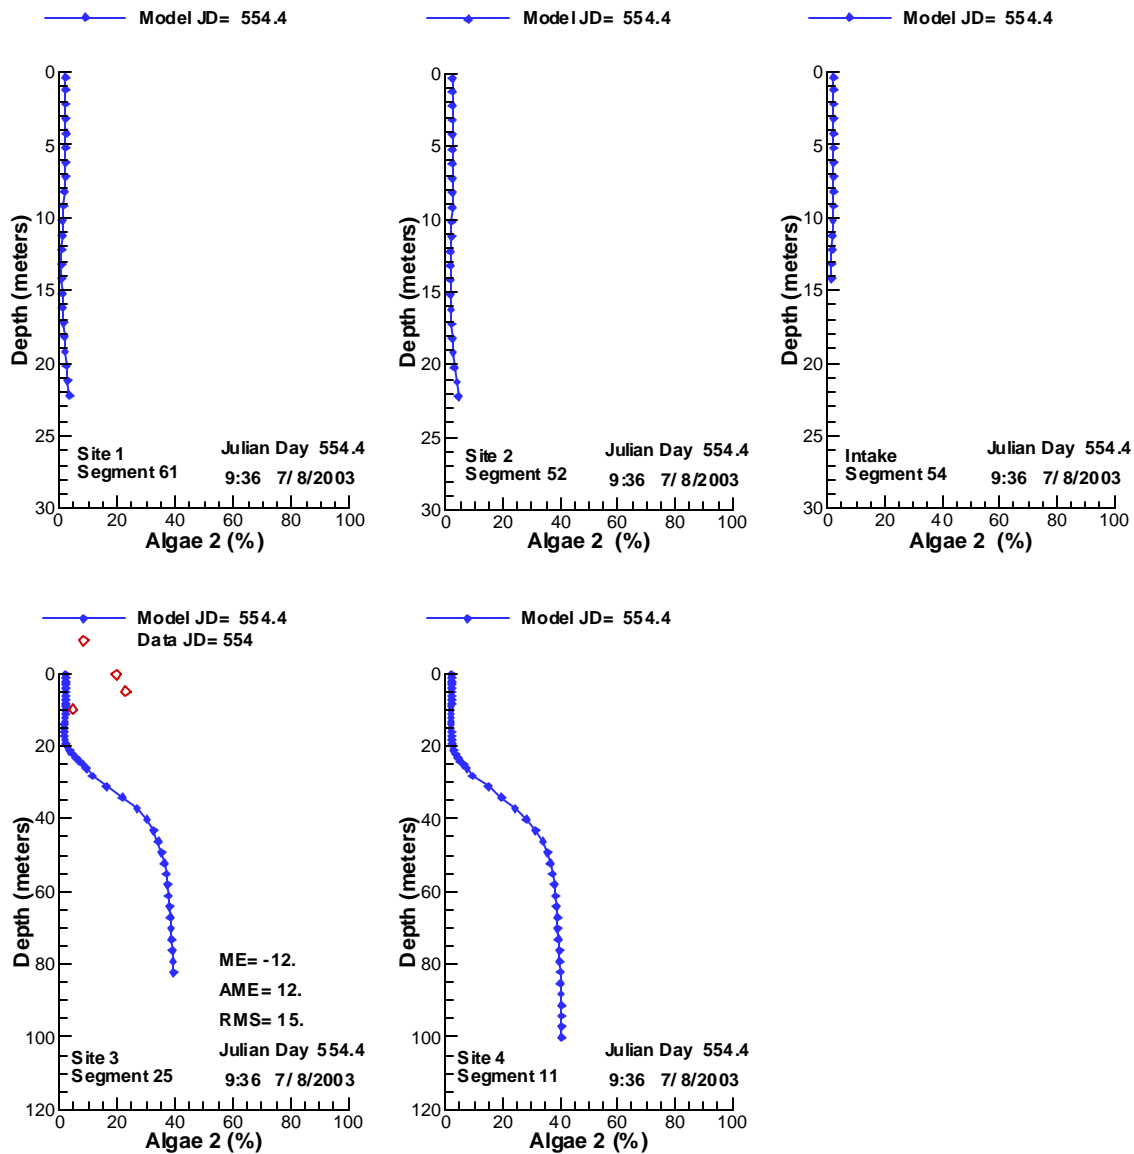 Model JD= 554.4
0
5
10
15
20
25
30
Depth (meters)
Site 1
Segment 61
Julian Day 554.4
9:36 7/ 8/2003
0 20 40 60 80 100
Algae 2 (%)
Model JD= 554.4
0
5
10
15
20
25
30
Depth (meters)
Site 2
Segment 52
Julian Day 554.4
9:36 7/ 8/2003
0 20 40 60 80 100
Algae 2 (%)
Model JD= 554.4
0
5
10
15
20
25
30
Depth (meters)
Intake
Segment 54
Julian Day 554.4
9:36 7/ 8/2003
0 20 40 60 80 100
Algae 2 (%)
Model JD= 554.4
Data JD= 554
0
20
40
60
80
100
120
Depth (meters)
ME= -12.
AME= 12.
RMS= 15.
Site 3
Segment 25
Julian Day 554.4
9:36 7/ 8/2003
0 20 40 60 80 100
Algae 2 (%)
Model JD= 554.4
0
20
40
60
80
100
120
Depth (meters)
Site 4
Segment 11
Julian Day 554.4
9:36 7/ 8/2003
0 20 40 60 80 100
Algae 2 (%)